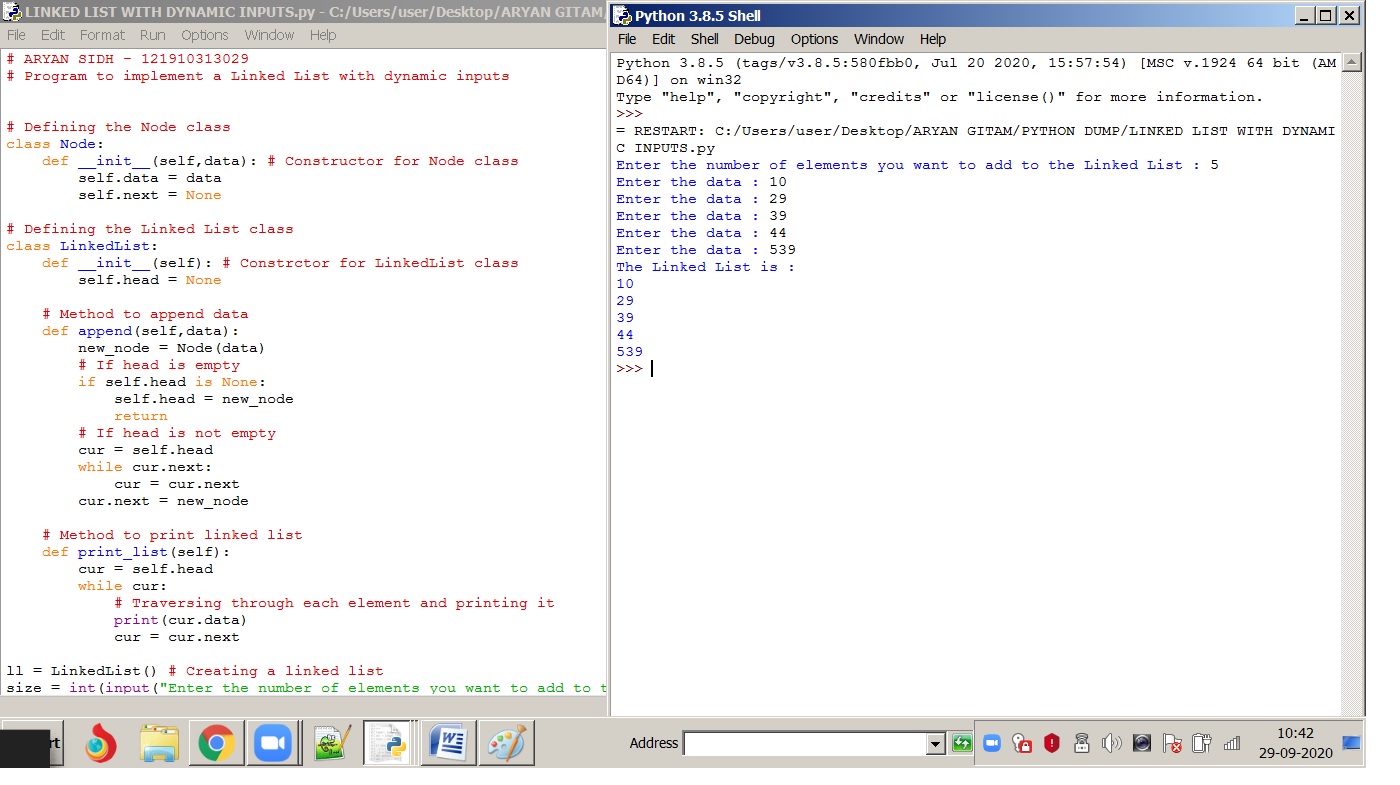 LINKED LIST WITH DYNAMIC INPUTS.py - C:/Users/user/Desktop/ARYAN GITAM
File Edit Format Run Options Window Help
# ARYAN SIDH - 121910313029
# Program to implement a Linked List with dynamic inputs
# Defining the Node class
class Node:
    def __init__(self,data): # Constructor for Node class
        self.data = data
        self.next = None
# Defining the Linked List class
class LinkedList:
    def __init__(self): # Constrctor for LinkedList class
        self.head = None
    # Method to append data
    def append(self,data):
        new_node = Node(data)
        # If head is empty
        if self.head is None:
            self.head = new_node
            return
        # If head is not empty
        cur = self.head
        while cur.next:
            cur = cur.next
        cur.next = new_node
    # Method to print linked list
    def print_list(self):
        cur = self.head
        while cur:
            # Traversing through each element and printing it
            print(cur.data)
            cur = cur.next
ll = LinkedList() # Creating a linked list
size = int(input("Enter the number of elements you want to add to t
Python 3.8.5 Shell
File Edit Shell Debug Options Window Help
Python 3.8.5 (tags/v3.8.5:580fbb0, Jul 20 2020, 15:57:54) [MSC v.1924 64 bit (AM
D64)] on win32
Type "help", "copyright", "credits" or "license()" for more information.
>>>
= RESTART: C:/Users/user/Desktop/ARYAN GITAM/PYTHON DUMP/LINKED LIST WITH DYNAMI
C INPUTS.py
Enter the number of elements you want to add to the Linked List : 5
Enter the data : 10
Enter the data : 29
Enter the data : 39
Enter the data : 44
Enter the data : 539
The Linked List is :
10
29
39
44
539
>>>
rt
Address
10:42
29-09-2020